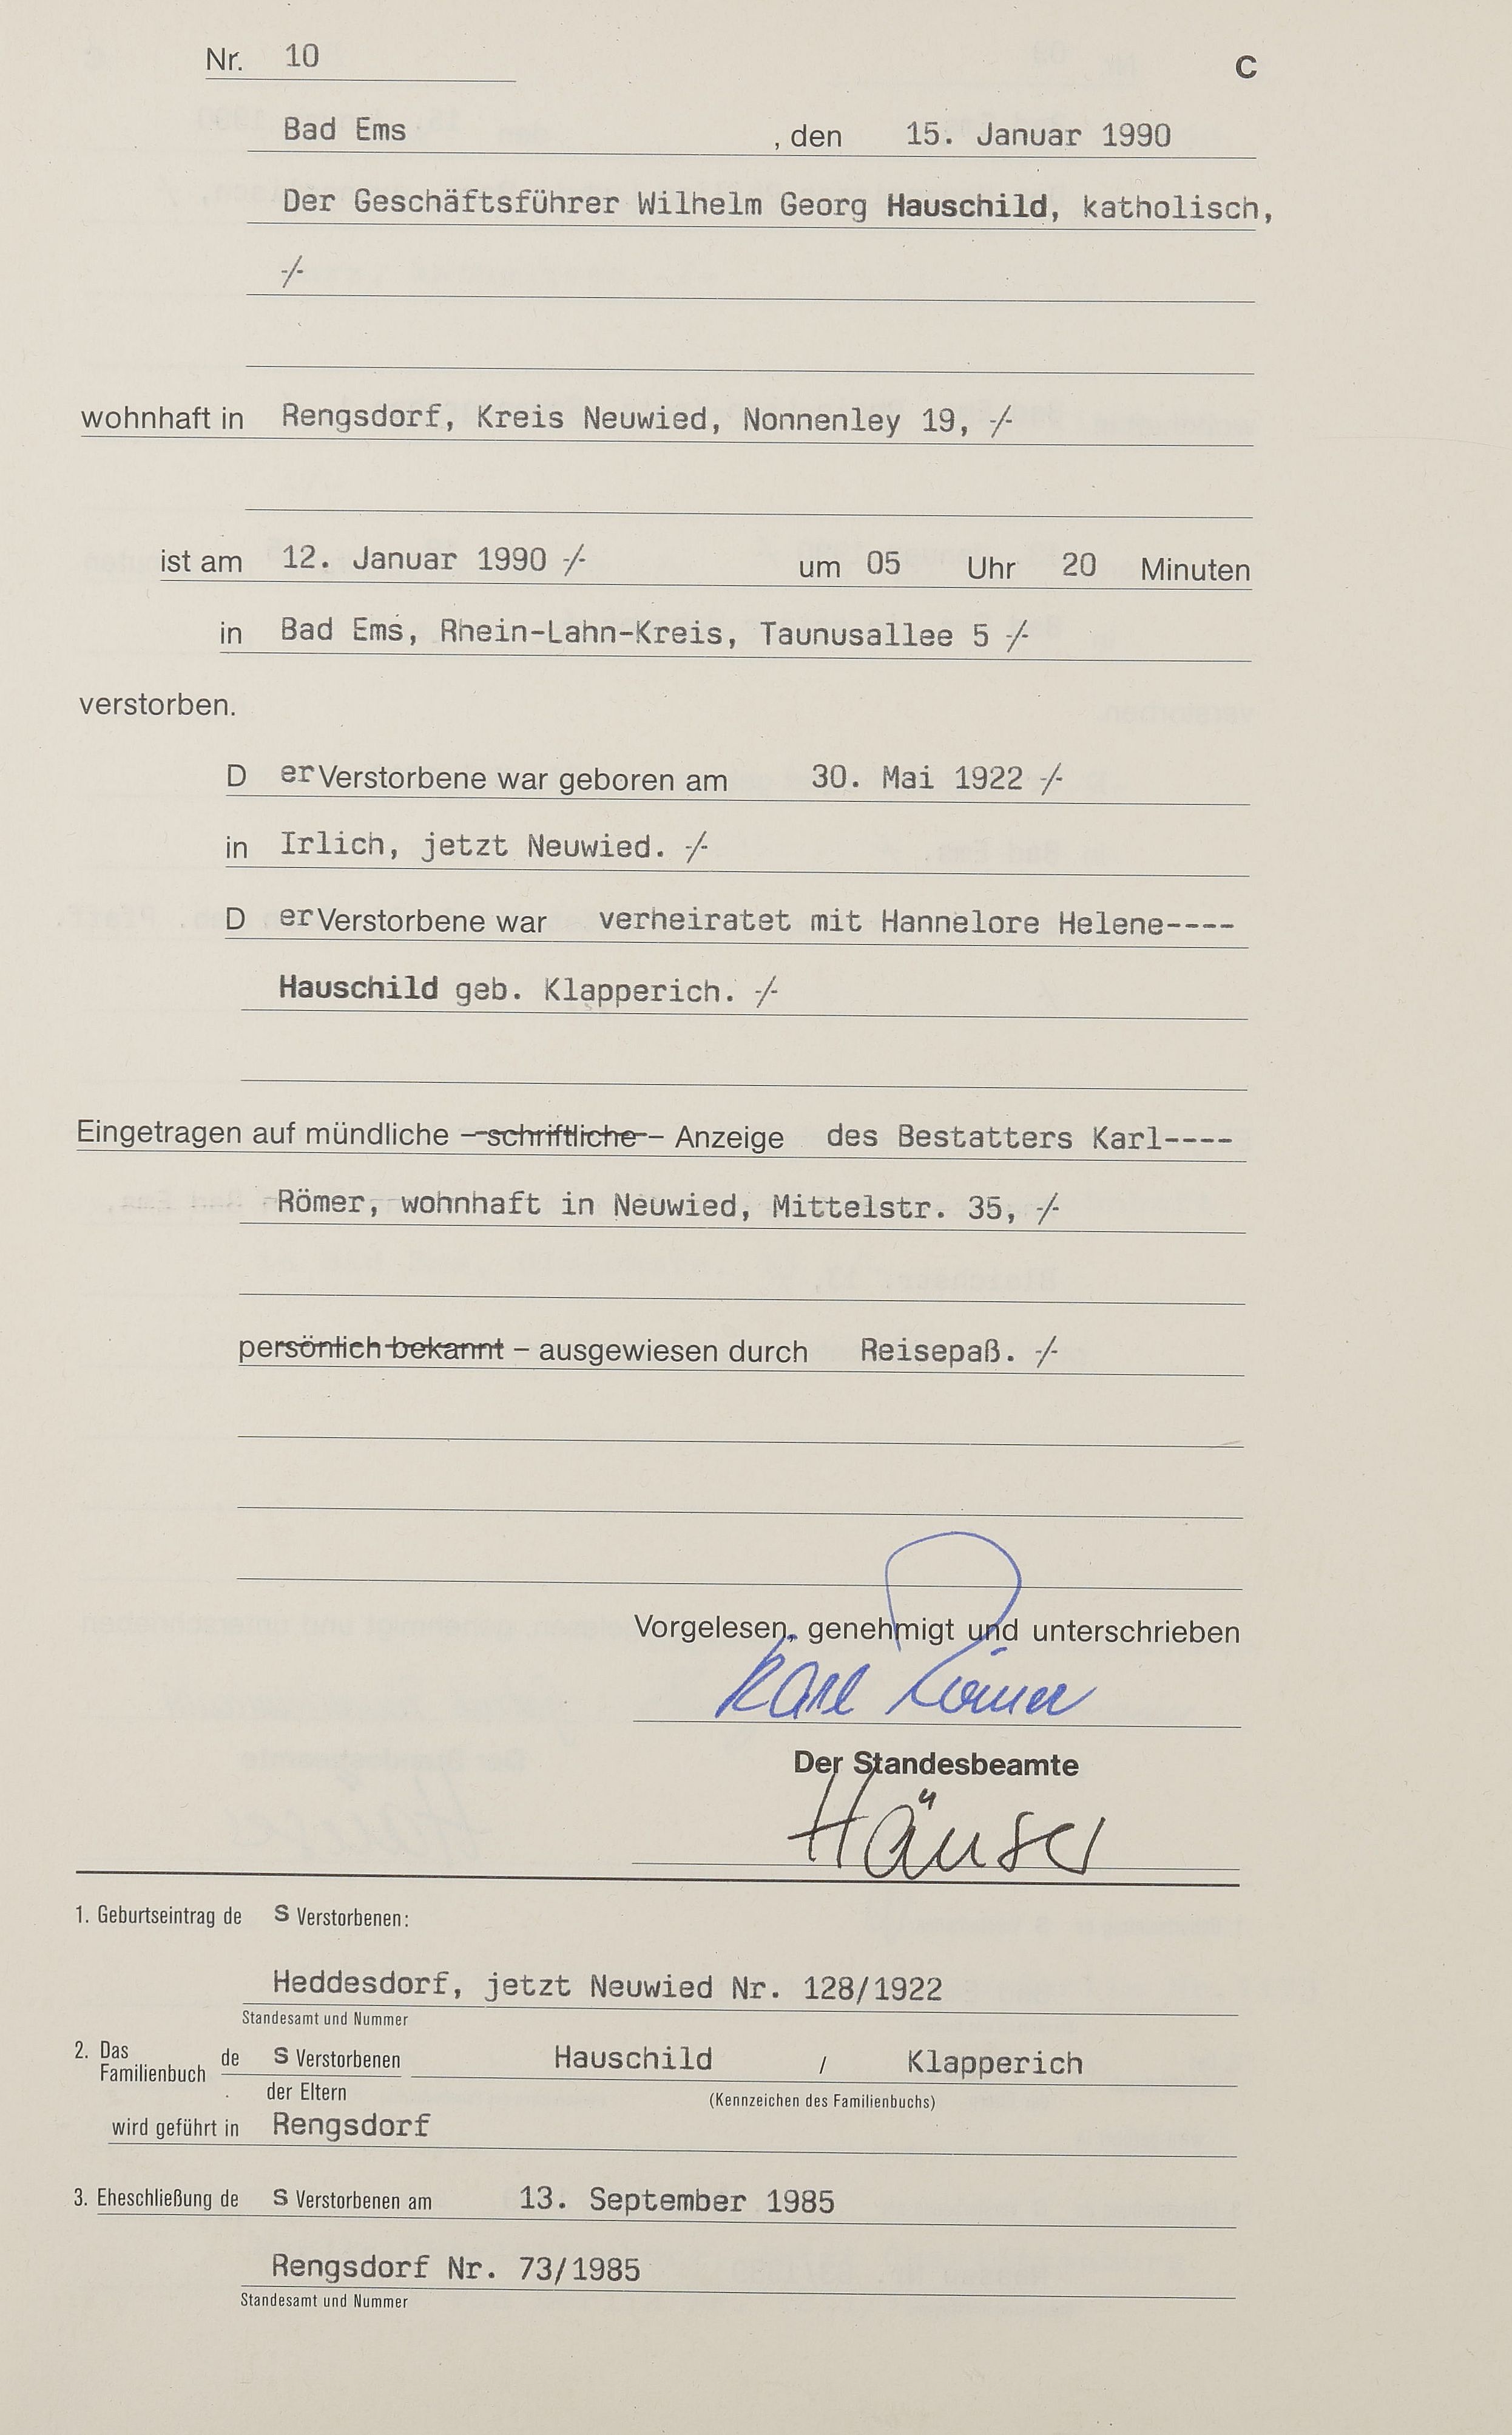 Nr. 10 C
Bad Ems , den 15. Januar 1990
Der Geschäftsführer Wilhelm Georg Hauschild, katholisch,
-/-
wohnhaft in Rengsdorf, Kreis Neuwied, Nonnenley 19, -/-
ist am 12. Januar 1990 -/- um 05 Uhr 20 Minuten
in Bad Ems, Rhein-Lahn-Kreis, Taunusallee 5 -/-
verstorben.
D er Verstorbene war geboren am 30. Mai 1922 -/-
in Irlich, jetzt Neuwied. -/-
D er Verstorbene war verheiratet mit Hannelore Helene----
Hauschild geb. Klapperich. -/-
Eingetragen auf mündliche – schriftliche – Anzeige des Bestatters Karl----
Römer, wohnhaft in Neuwied, Mittelstr. 35, -/-
persönlich bekannt – ausgewiesen durch Reisepaß. -/-
Vorgelesen, genehmigt und unterschrieben
Karl Römer
Der Standesbeamte
Häuser
1. Geburtseintrag de s Verstorbenen:
Heddesdorf, jetzt Neuwied Nr. 128/1922
Standesamt und Nummer
2. Das Familienbuch de s Verstorbenen Hauschild / Klapperich
der Eltern (Kennzeichen des Familienbuchs)
wird geführt in Rengsdorf
3. Eheschließung de s Verstorbenen am 13. September 1985
Rengsdorf Nr. 73/1985
Standesamt und Nummer